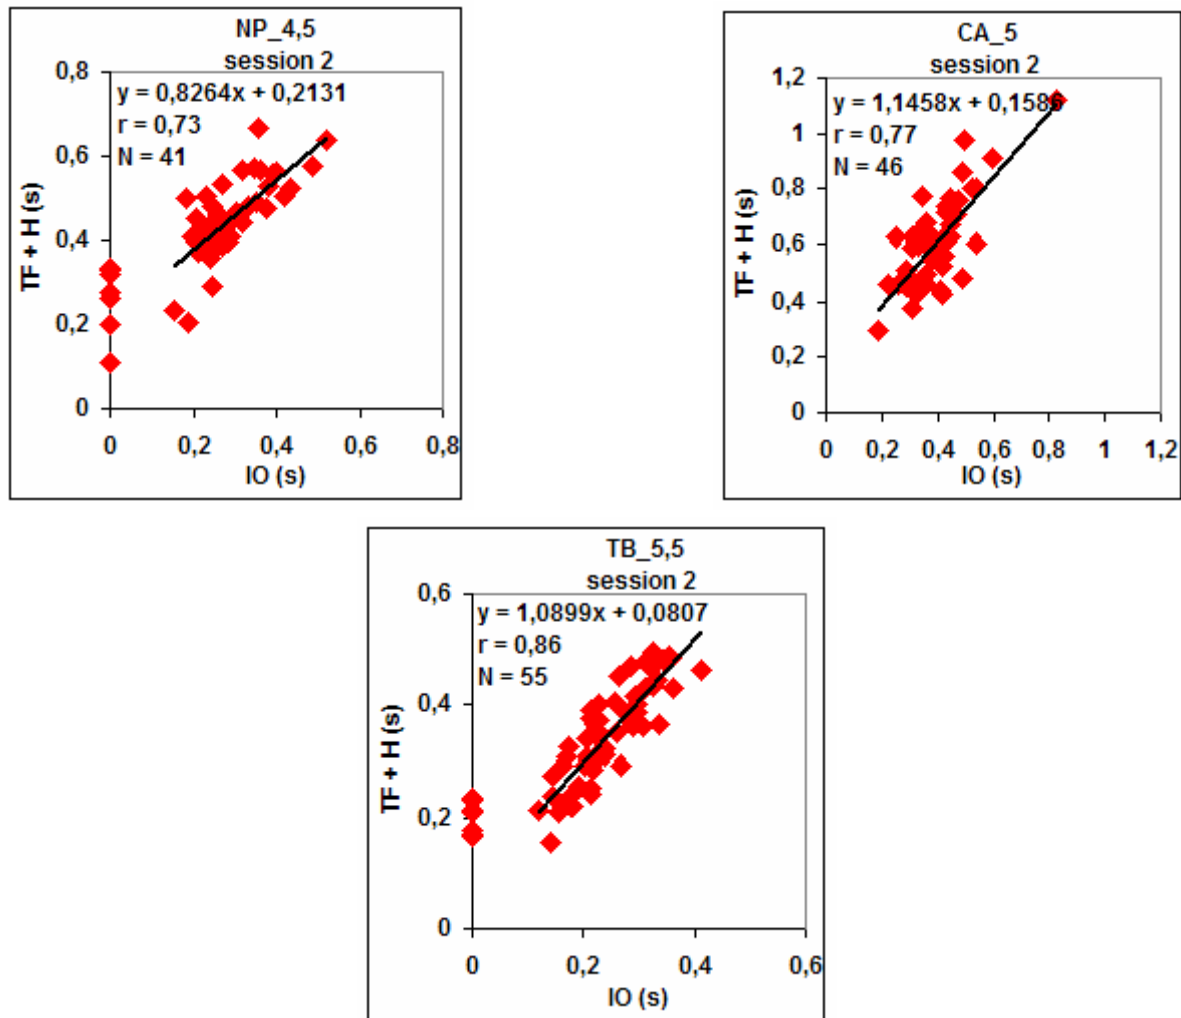 NP_4,5
session 2
y = 0,8264x + 0,2131
r = 0,73
N = 41
TF + H (s)
0,8
0,6
0,4
0,2
0
0 0,2 0,4 0,6 0,8
IO (s)
CA_5
session 2
y = 1,1458x + 0,1586
r = 0,77
N = 46
TF + H (s)
1,2
1
0,8
0,6
0,4
0,2
0
0 0,2 0,4 0,6 0,8 1 1,2
IO (s)
TB_5,5
session 2
y = 1,0899x + 0,0807
r = 0,86
N = 55
TF + H (s)
0,6
0,4
0,2
0
0 0,2 0,4 0,6
IO (s)